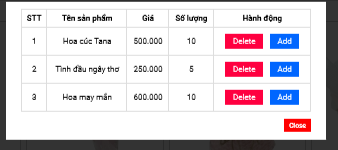 STT Tên sản phẩm Giá Số lượng Hành động
1 Hoa cúc Tana 500.000 10 Delete Add
2 Tình đầu ngây thơ 250.000 5 Delete Add
3 Hoa may mắn 600.000 10 Delete Add
Close